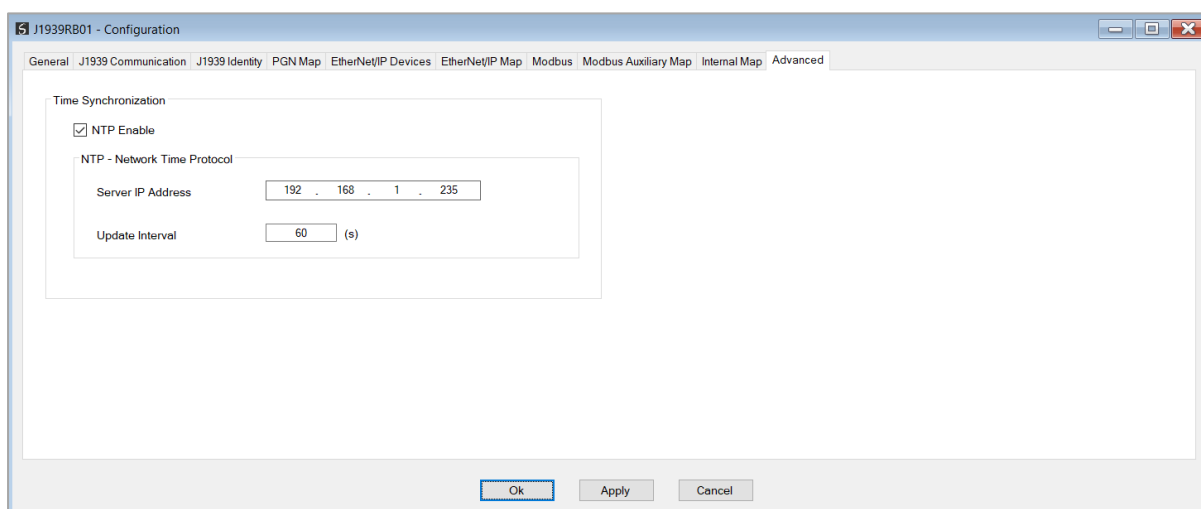 J1939RB01 - Configuration
General J1939 Communication J1939 Identity PGN Map EtherNet/IP Devices EtherNet/IP Map Modbus Modbus Auxiliary Map Internal Map Advanced
Time Synchronization
NTP Enable
NTP - Network Time Protocol
Server IP Address 192 . 168 . 1 . 235
Update Interval 60 (s)
Ok Apply Cancel